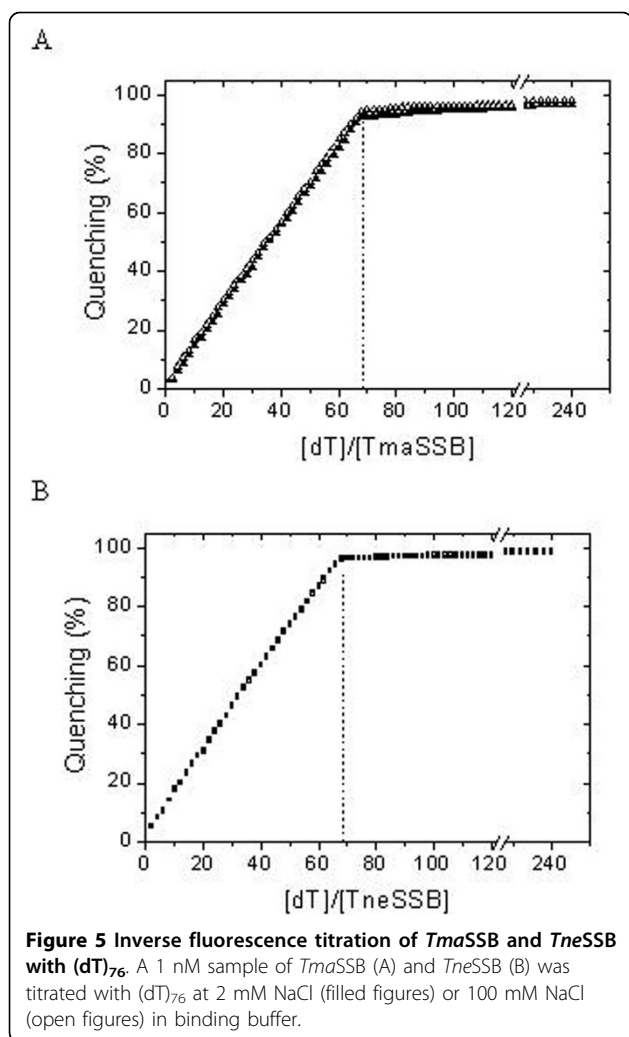 A
100
80
60
40
20
0
Quenching (%)
0 20 40 60 80 100 120 240
[dT]/[TmaSSB]
B
100
80
60
40
20
0
Quenching (%)
0 20 40 60 80 100 120 240
[dT]/[TneSSB]
Figure 5 Inverse fluorescence titration of TmaSSB and TneSSB
with (dT)₇₆. A 1 nM sample of TmaSSB (A) and TneSSB (B) was
titrated with (dT)₇₆ at 2 mM NaCl (filled figures) or 100 mM NaCl
(open figures) in binding buffer.